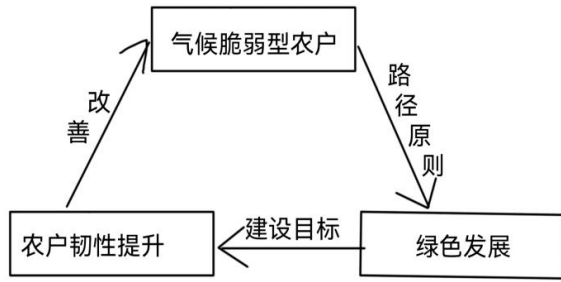 气候脆弱型农户
改善
路径原则
农户韧性提升
建设目标
绿色发展